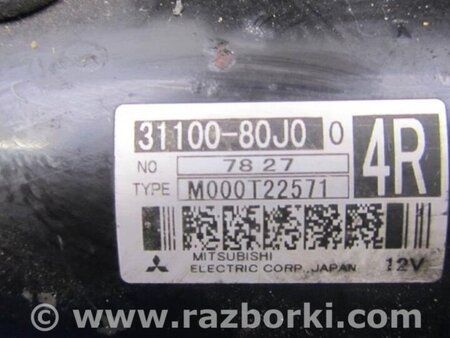 31100-80J0 0
4R
NO 7827
TYPE M000T22571
MITSUBISHI
ELECTRIC CORP. JAPAN 12V
© www.razborki.com